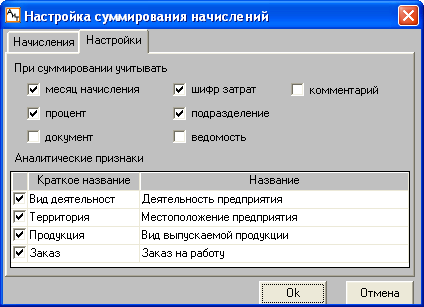 Настройка суммирования начислений
Начисления Настройки
При суммировании учитывать
месяц начисления шифр затрат комментарий
процент подразделение
документ ведомость
Аналитические признаки
Краткое название Название
Вид деятельност Деятельность предприятия
Территория Местоположение предприятия
Продукция Вид выпускаемой продукции
Заказ Заказ на работу
Ok Отмена